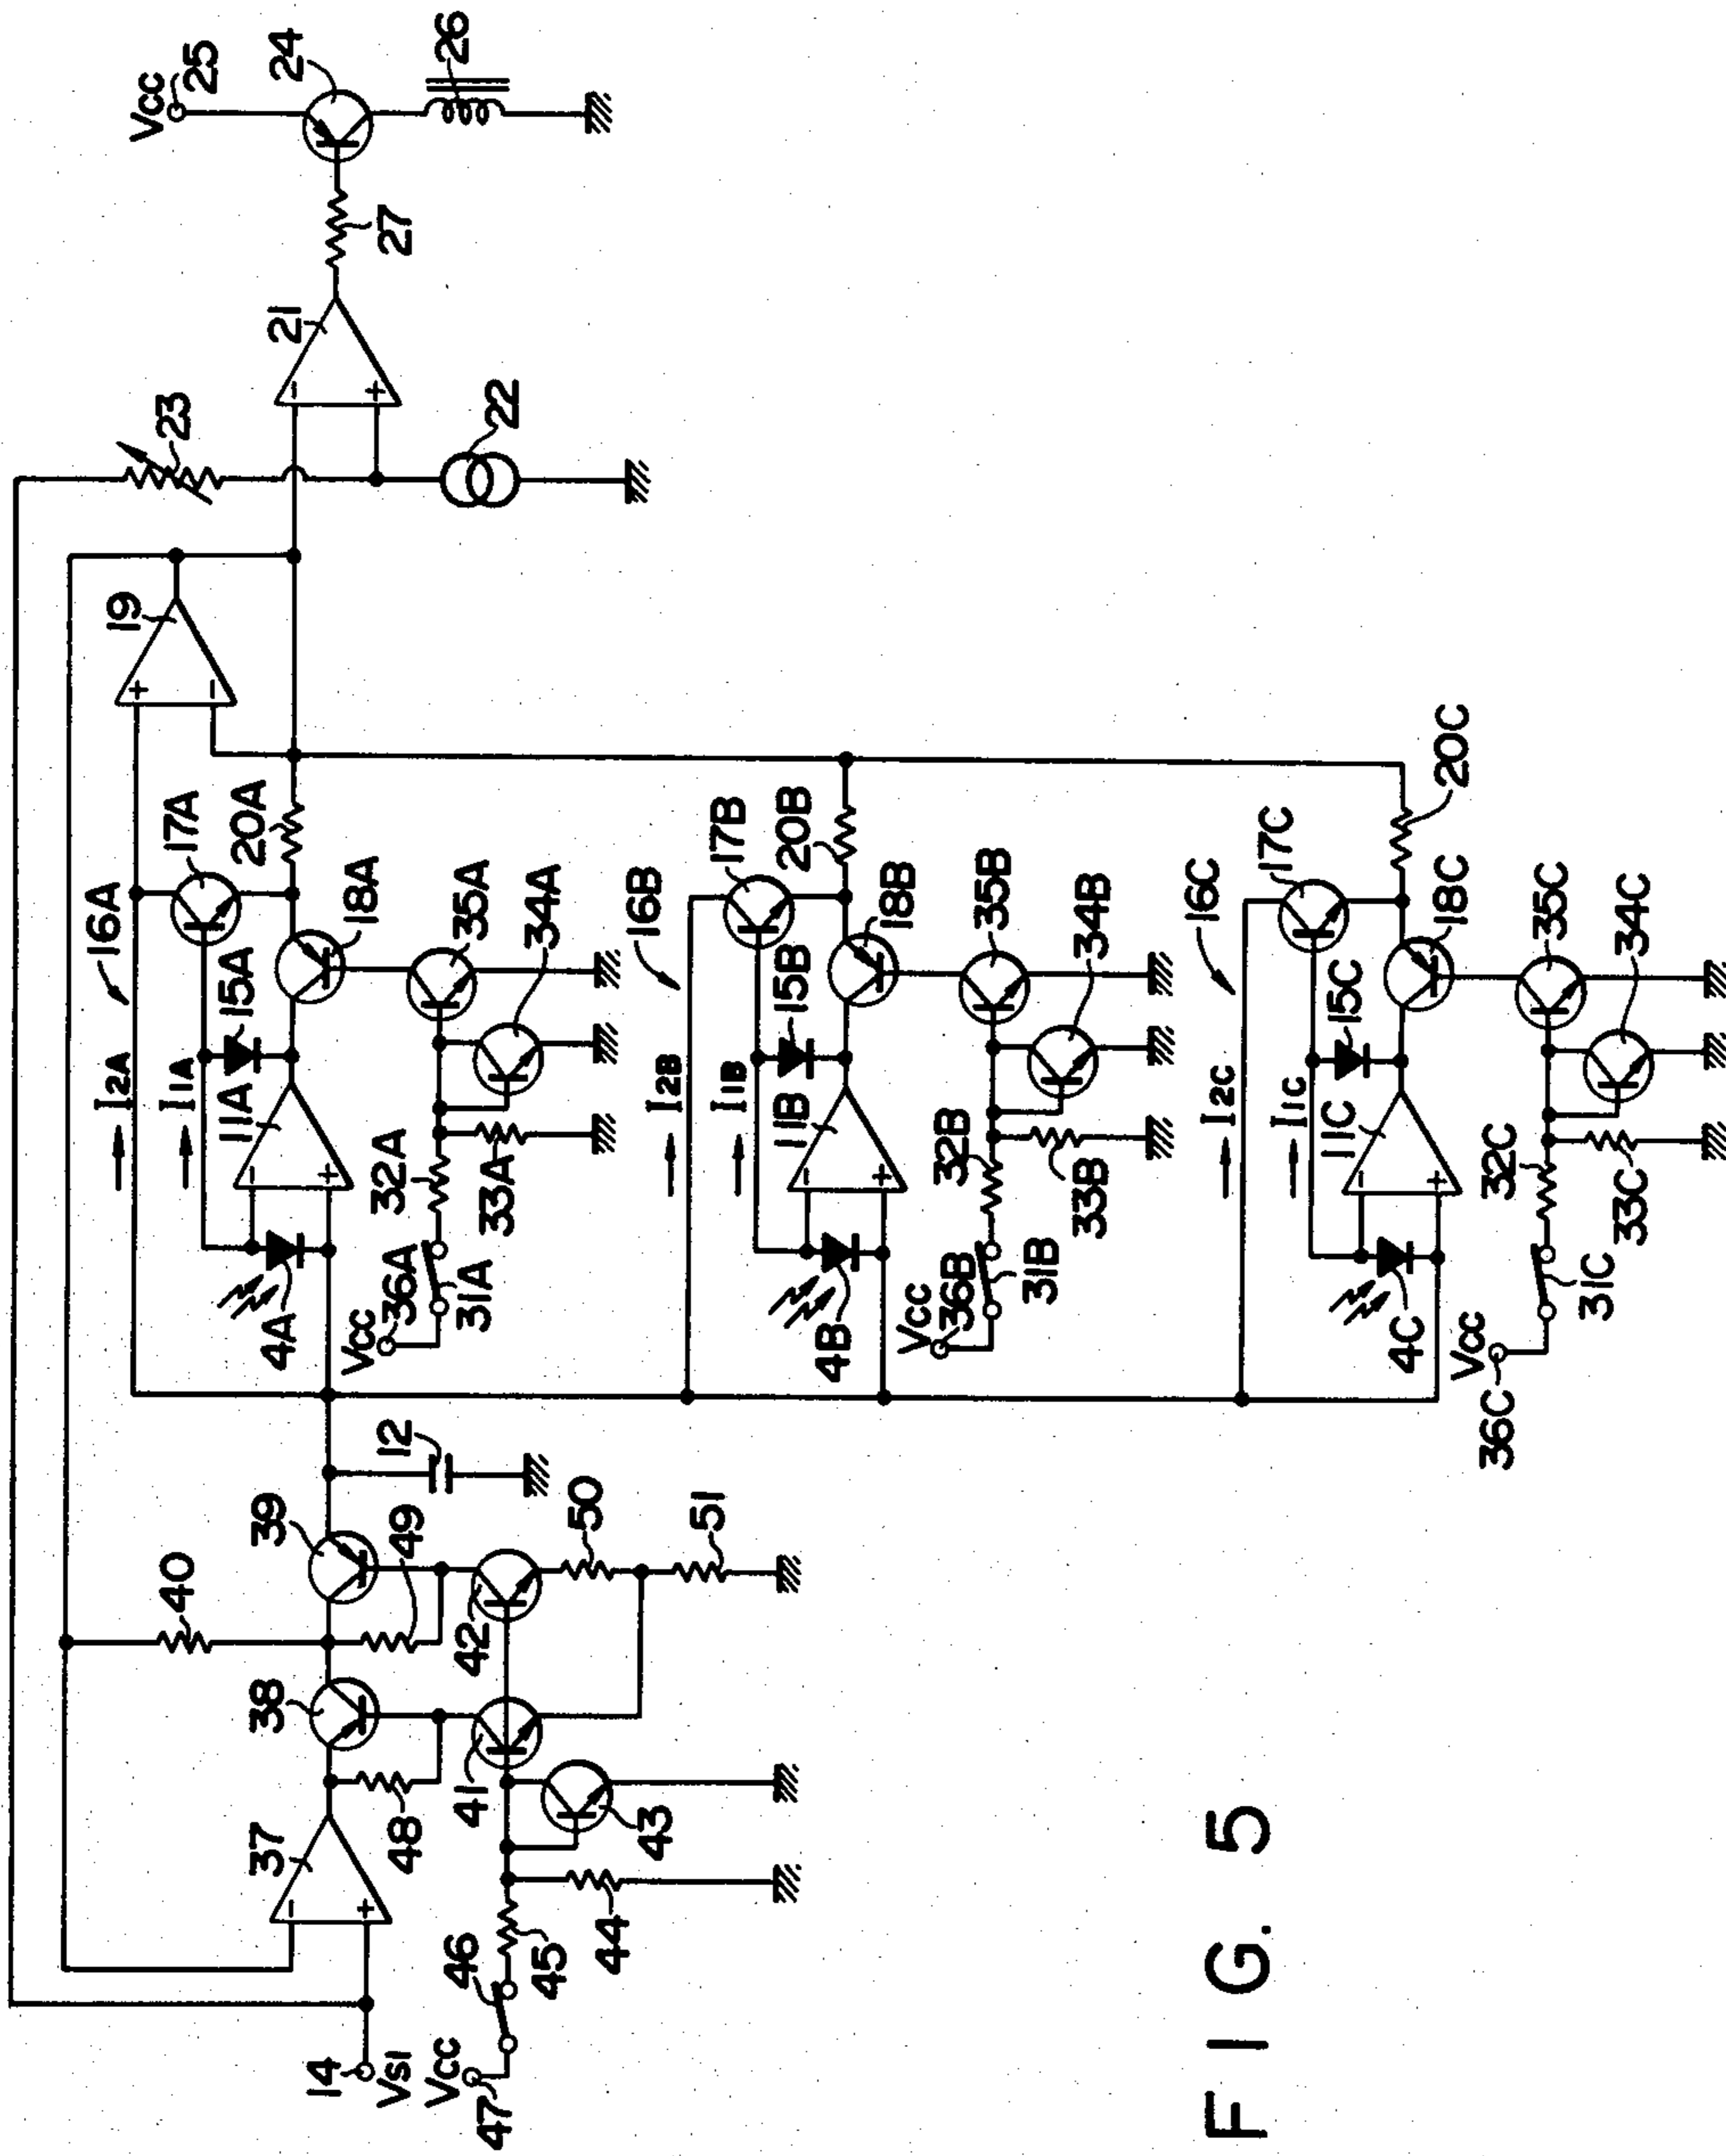 Vcc
25
24
26
27
21
23
22
19
16A
17A
20A
18A
I2A
I1A
15A
11A
35A
34A
32A
33A
36A
Vcc
31A
4A
16B
17B
20B
18B
I2B
I1B
15B
11B
35B
34B
32B
33B
36B
Vcc
31B
4B
16C
17C
20C
18C
I2C
I1C
15C
11C
35C
34C
32C
33C
36C
Vcc
31C
4C
12
39
40
49
50
51
42
38
41
48
43
37
44
45
46
14
Vs1
Vcc
47
- + - + - + - + - + - +
FIG. 5